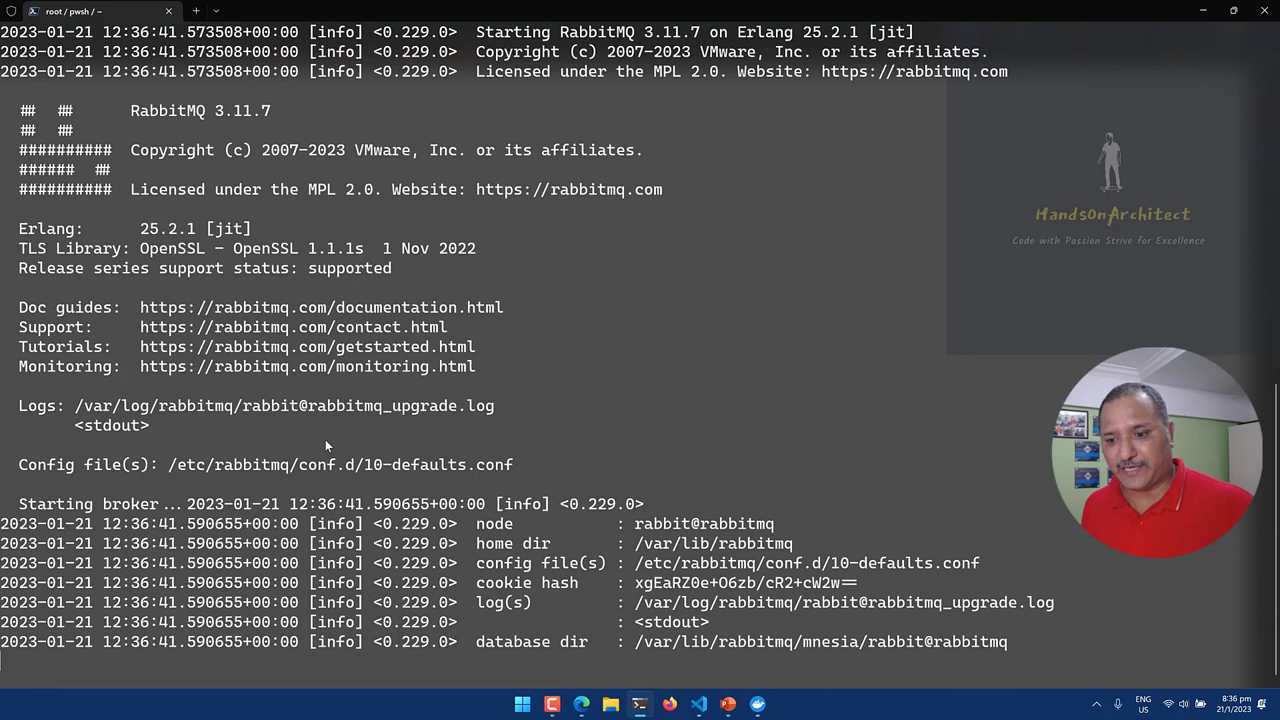 root / pwsh / ~
2023-01-21 12:36:41.573508+00:00 [info] <0.229.0>  Starting RabbitMQ 3.11.7 on Erlang 25.2.1 [jit]
2023-01-21 12:36:41.573508+00:00 [info] <0.229.0>  Copyright (c) 2007-2023 VMware, Inc. or its affiliates.
2023-01-21 12:36:41.573508+00:00 [info] <0.229.0>  Licensed under the MPL 2.0. Website: https://rabbitmq.com
##  ##      RabbitMQ 3.11.7
##  ##
##########  Copyright (c) 2007-2023 VMware, Inc. or its affiliates.
######  ##
##########  Licensed under the MPL 2.0. Website: https://rabbitmq.com
Erlang:      25.2.1 [jit]
TLS Library: OpenSSL - OpenSSL 1.1.1s  1 Nov 2022
Release series support status: supported
Doc guides:  https://rabbitmq.com/documentation.html
Support:     https://rabbitmq.com/contact.html
Tutorials:   https://rabbitmq.com/getstarted.html
Monitoring:  https://rabbitmq.com/monitoring.html
Logs: /var/log/rabbitmq/rabbit@rabbitmq_upgrade.log
<stdout>
Config file(s): /etc/rabbitmq/conf.d/10-defaults.conf
Starting broker...2023-01-21 12:36:41.590655+00:00 [info] <0.229.0>
2023-01-21 12:36:41.590655+00:00 [info] <0.229.0>  node           : rabbit@rabbitmq
2023-01-21 12:36:41.590655+00:00 [info] <0.229.0>  home dir       : /var/lib/rabbitmq
2023-01-21 12:36:41.590655+00:00 [info] <0.229.0>  config file(s) : /etc/rabbitmq/conf.d/10-defaults.conf
2023-01-21 12:36:41.590655+00:00 [info] <0.229.0>  cookie hash    : xgEaRZ0e+O6zb/cR2+cW2w==
2023-01-21 12:36:41.590655+00:00 [info] <0.229.0>  log(s)         : /var/log/rabbitmq/rabbit@rabbitmq_upgrade.log
2023-01-21 12:36:41.590655+00:00 [info] <0.229.0>                 : <stdout>
2023-01-21 12:36:41.590655+00:00 [info] <0.229.0>  database dir   : /var/lib/rabbitmq/mnesia/rabbit@rabbitmq
HandsOnArchitect
Code with Passion Strive for Excellence
ENG
US
8:36 pm
21/1/2023